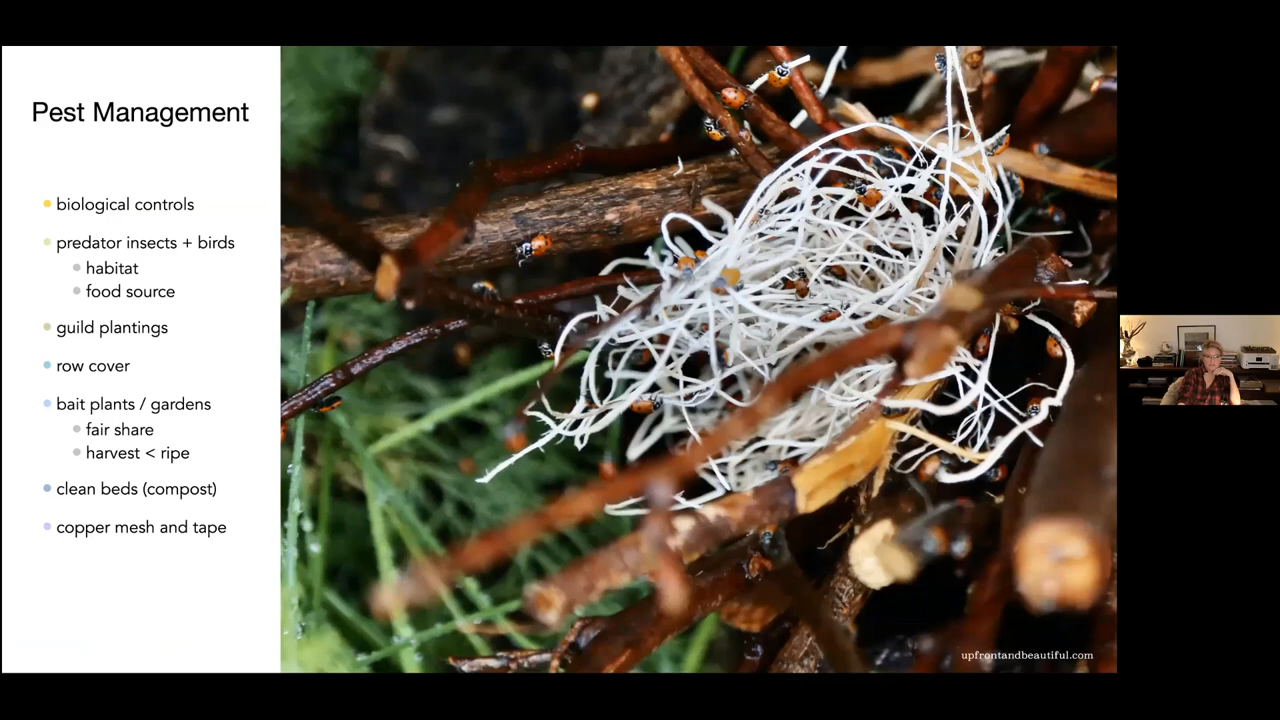 Pest Management
biological controls
predator insects + birds
habitat
food source
guild plantings
row cover
bait plants / gardens
fair share
harvest < ripe
clean beds (compost)
copper mesh and tape
upfrontandbeautiful.com